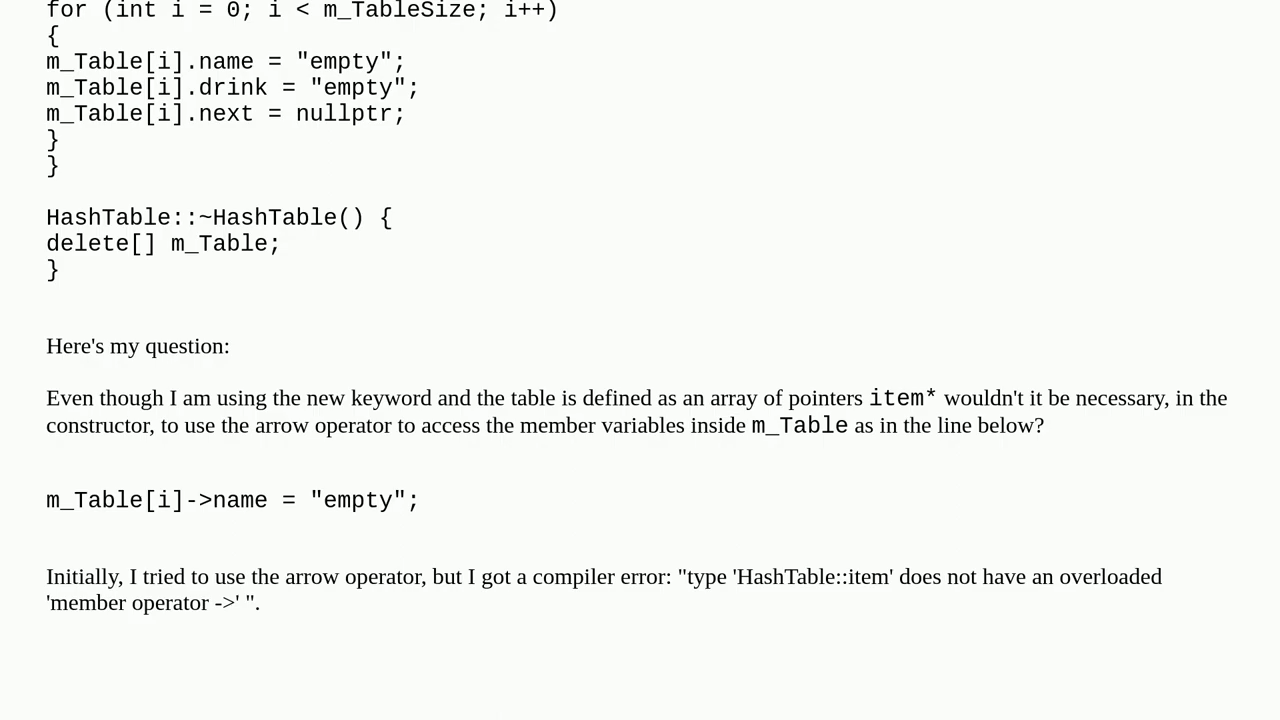 for (int i = 0; i < m_TableSize; i++)
{
m_Table[i].name = "empty";
m_Table[i].drink = "empty";
m_Table[i].next = nullptr;
}
}
HashTable::~HashTable() {
delete[] m_Table;
}
Here's my question:
Even though I am using the new keyword and the table is defined as an array of pointers item* wouldn't it be necessary, in the
constructor, to use the arrow operator to access the member variables inside m_Table as in the line below?
m_Table[i]->name = "empty";
Initially, I tried to use the arrow operator, but I got a compiler error: "type 'HashTable::item' does not have an overloaded
'member operator ->' ".